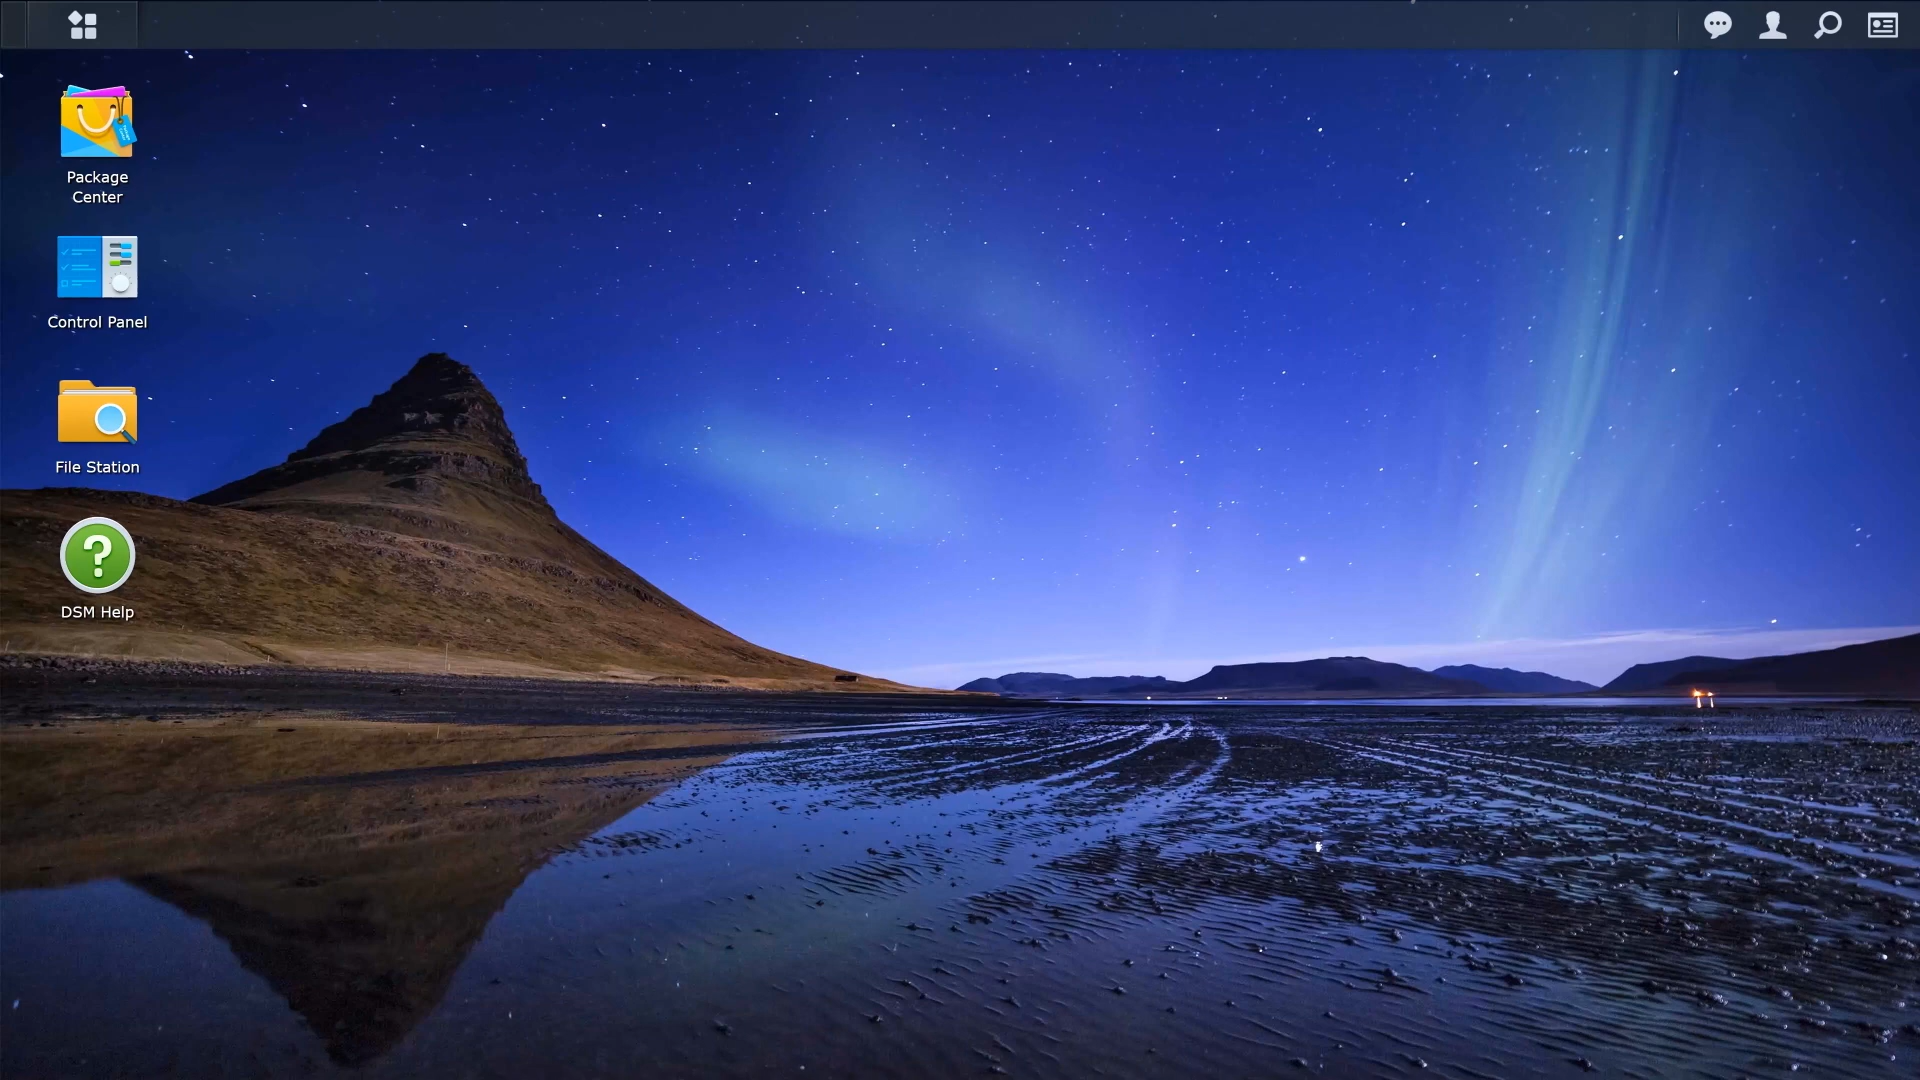 Package
Center
Control Panel
File Station
DSM Help